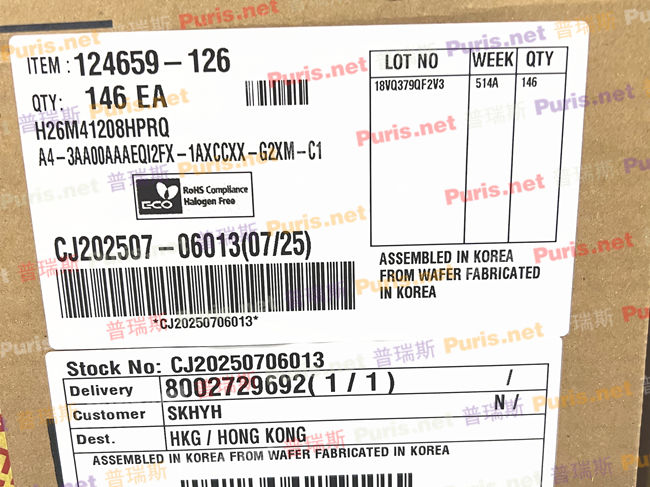 ITEM : 124659-126
QTY: 146 EA
H26M41208HPRQ
A4-3AA00AAAEQI2FX-1AXCCXX-G2XM-C1
e-CO RoHS Compliance
Halogen Free
CJ202507-06013(07/25)
*CJ20250706013*
LOT NO WEEK QTY
18VQ379QF2V3 514A 146
ASSEMBLED IN KOREA
FROM WAFER FABRICATED
IN KOREA
Stock No: CJ20250706013
Delivery 8002729692( 1 / 1 ) /
Customer SKHYH N /
Dest. HKG / HONG KONG
ASSEMBLED IN KOREA FROM WAFER FABRICATED IN KOREA
普瑞斯 Puris.net